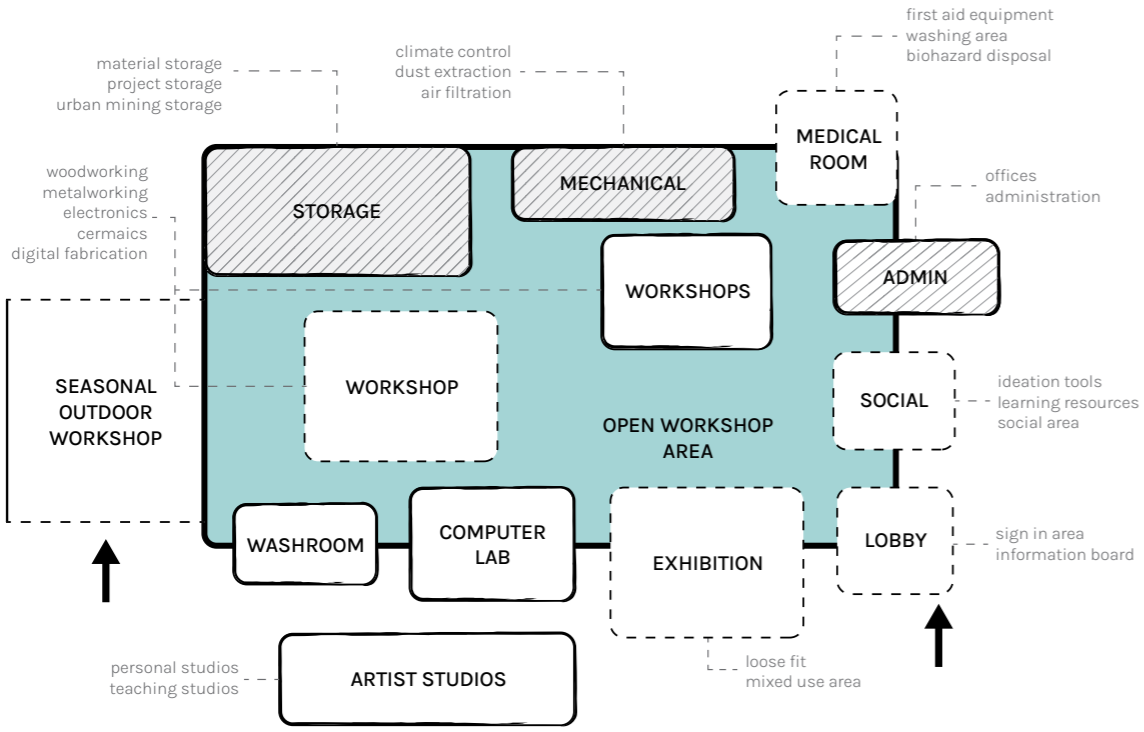 first aid equipment
washing area
biohazard disposal
climate control
dust extraction
air filtration
material storage
project storage
urban mining storage
MEDICAL
ROOM
woodworking
metalworking
electronics
cermaics
digital fabrication
STORAGE
MECHANICAL
offices
administration
ADMIN
WORKSHOPS
SEASONAL
OUTDOOR
WORKSHOP
WORKSHOP
OPEN WORKSHOP
AREA
SOCIAL
ideation tools
learning resources
social area
WASHROOM
COMPUTER
LAB
EXHIBITION
LOBBY
sign in area
information board
personal studios
teaching studios
ARTIST STUDIOS
loose fit
mixed use area